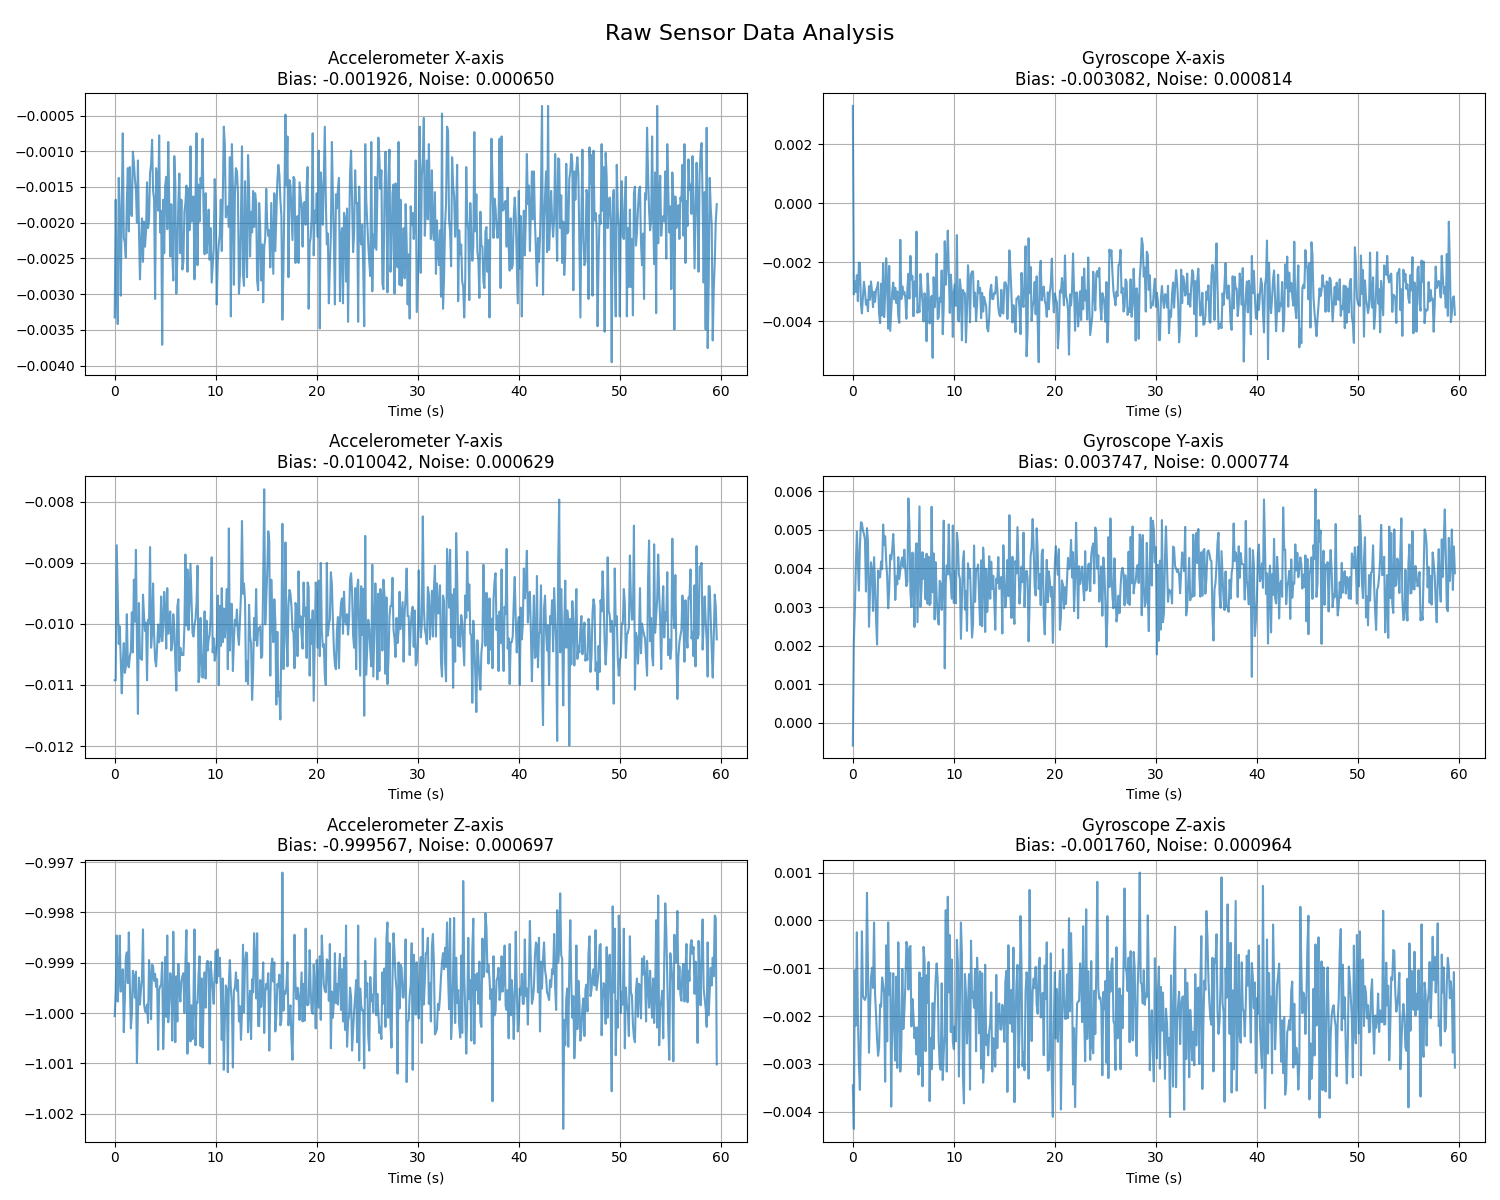 Raw Sensor Data Analysis
Accelerometer X-axis
Bias: -0.001926, Noise: 0.000650
−0.0005
−0.0010
−0.0015
−0.0020
−0.0025
−0.0030
−0.0035
−0.0040
0 10 20 30 40 50 60
Time (s)
Gyroscope X-axis
Bias: -0.003082, Noise: 0.000814
0.002
0.000
−0.002
−0.004
0 10 20 30 40 50 60
Time (s)
Accelerometer Y-axis
Bias: -0.010042, Noise: 0.000629
−0.008
−0.009
−0.010
−0.011
−0.012
0 10 20 30 40 50 60
Time (s)
Gyroscope Y-axis
Bias: 0.003747, Noise: 0.000774
0.006
0.005
0.004
0.003
0.002
0.001
0.000
0 10 20 30 40 50 60
Time (s)
Accelerometer Z-axis
Bias: -0.999567, Noise: 0.000697
−0.997
−0.998
−0.999
−1.000
−1.001
−1.002
0 10 20 30 40 50 60
Time (s)
Gyroscope Z-axis
Bias: -0.001760, Noise: 0.000964
0.001
0.000
−0.001
−0.002
−0.003
−0.004
0 10 20 30 40 50 60
Time (s)